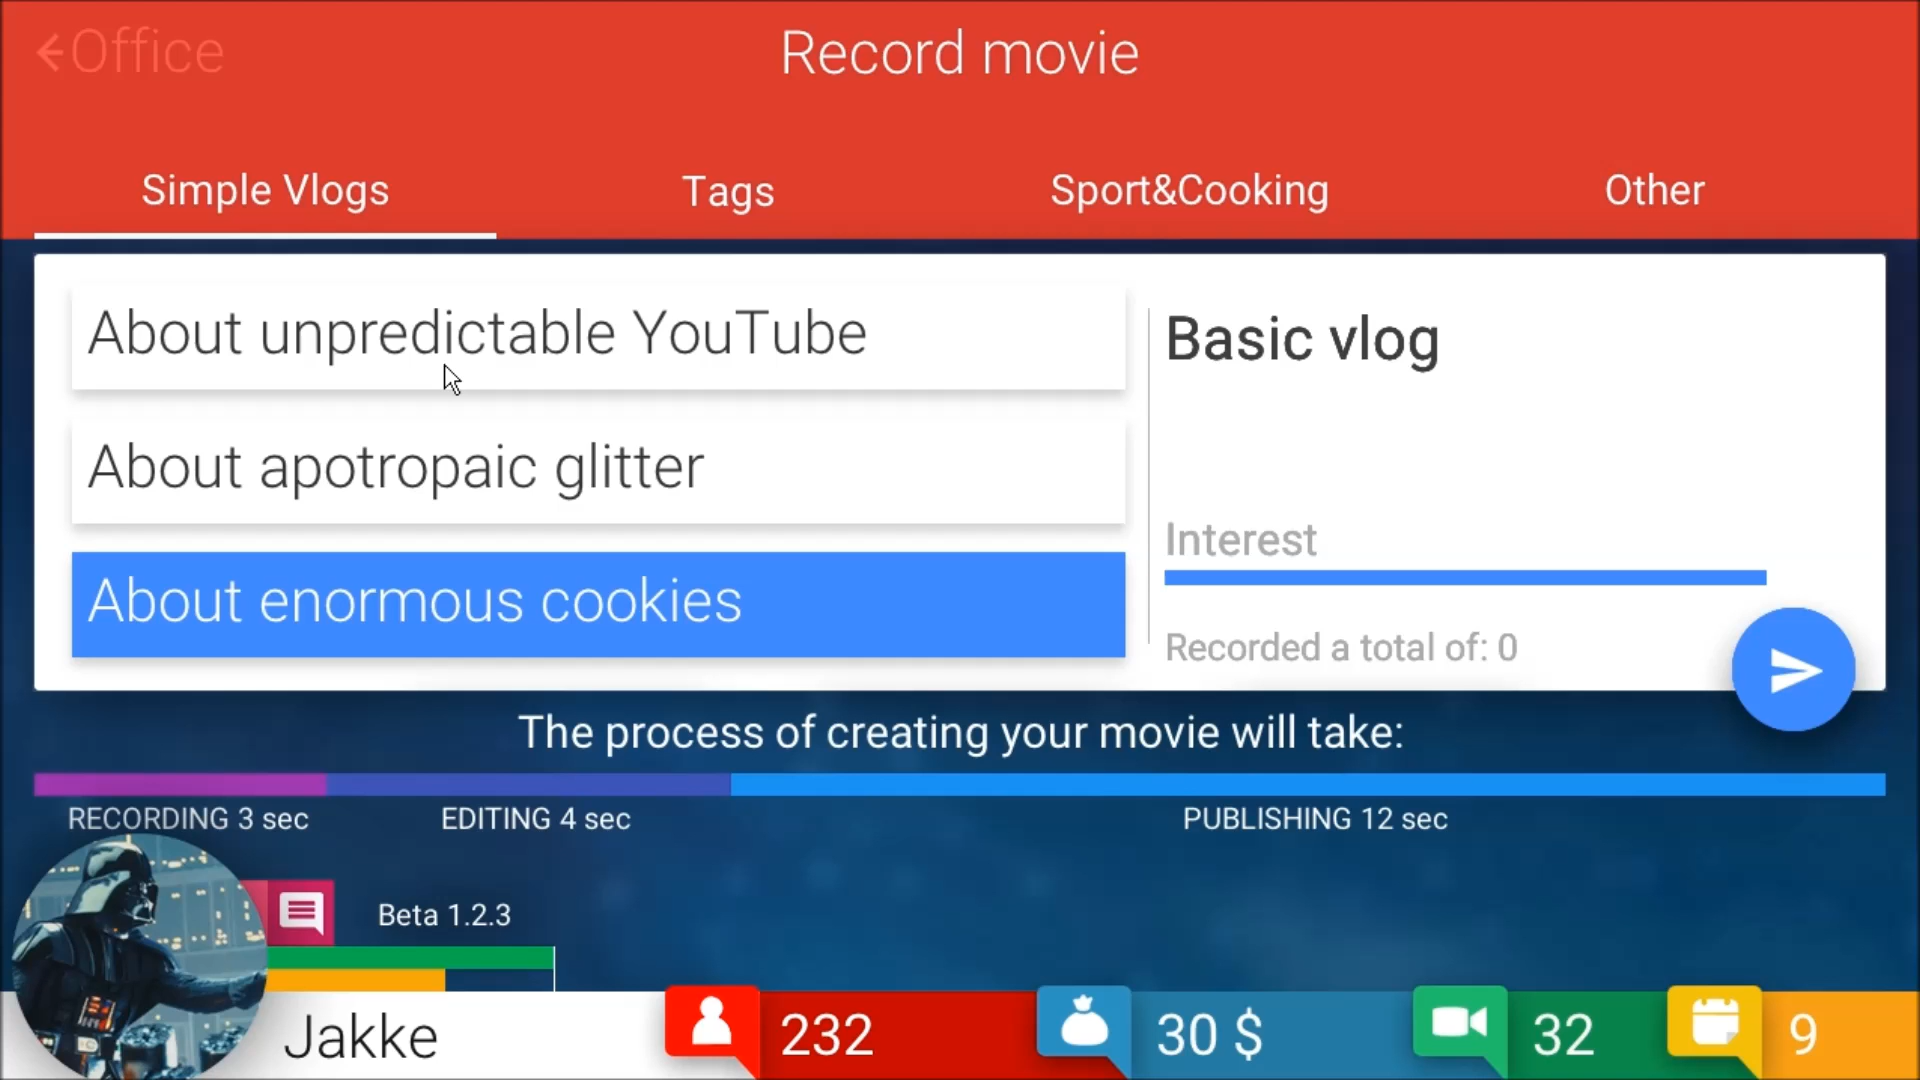 Office
Record movie
Simple Vlogs
Tags
Sport&Cooking
Other
About unpredictable YouTube
About apotropaic glitter
About enormous cookies
Basic vlog
Interest
Recorded a total of: 0
The process of creating your movie will take:
RECORDING 3 sec
EDITING 4 sec
PUBLISHING 12 sec
Beta 1.2.3
Jakke
232
30 $
32
9